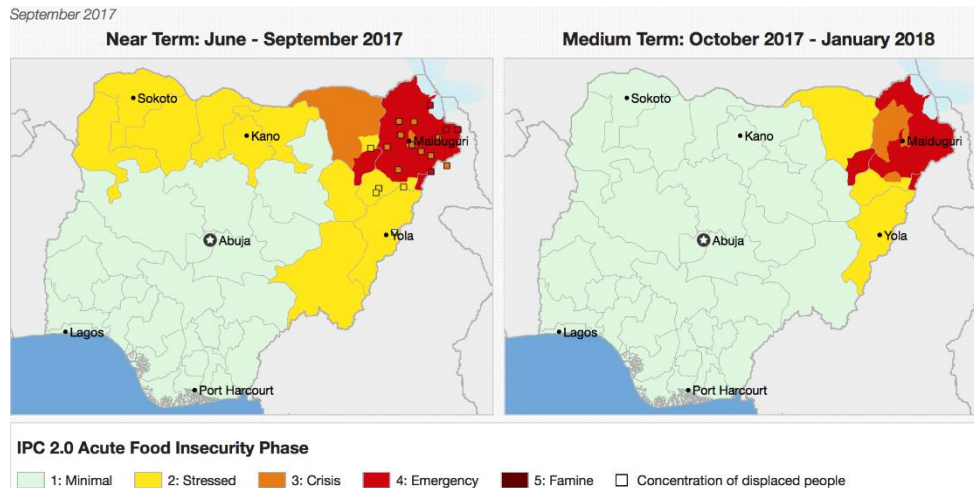 September 2017
Near Term: June - September 2017
Medium Term: October 2017 - January 2018
Sokoto
Kano
Maiduguri
Abuja
Yola
Lagos
Port Harcourt
Sokoto
Kano
Maiduguri
Abuja
Yola
Lagos
Port Harcourt
IPC 2.0 Acute Food Insecurity Phase
1: Minimal 2: Stressed 3: Crisis 4: Emergency 5: Famine Concentration of displaced people